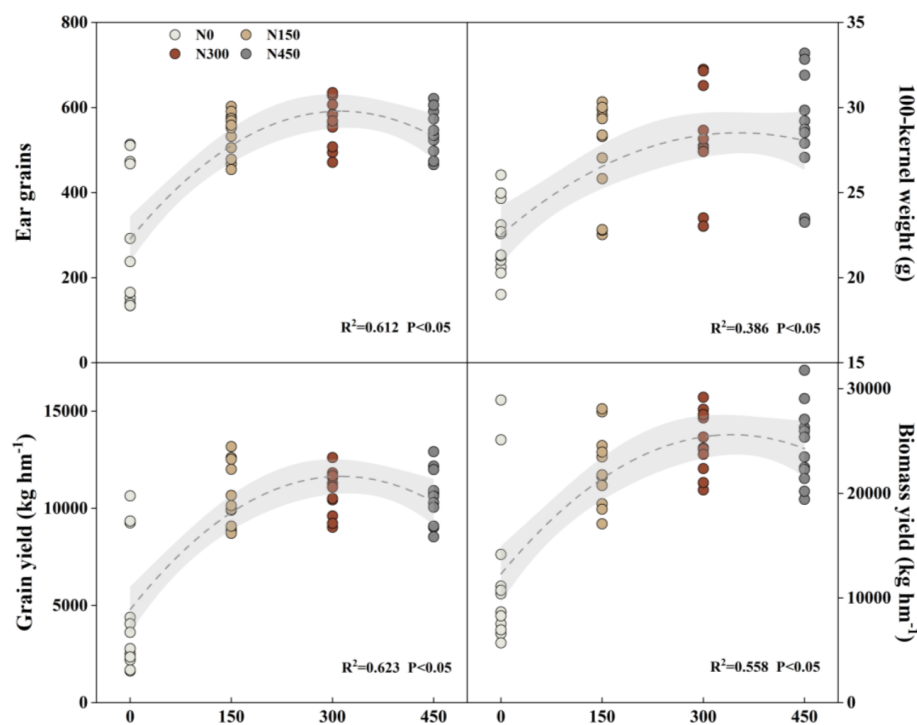 800
600
400
200
0
Ear grains
N0
N150
N300
N450
R²=0.612 P<0.05
35
30
25
20
15
100-kernel weight (g)
R²=0.386 P<0.05
15000
10000
5000
0
Grain yield (kg hm⁻¹)
R²=0.623 P<0.05
30000
20000
10000
0
Biomass yield (kg hm⁻¹)
R²=0.558 P<0.05
0 150 300 450
0 150 300 450